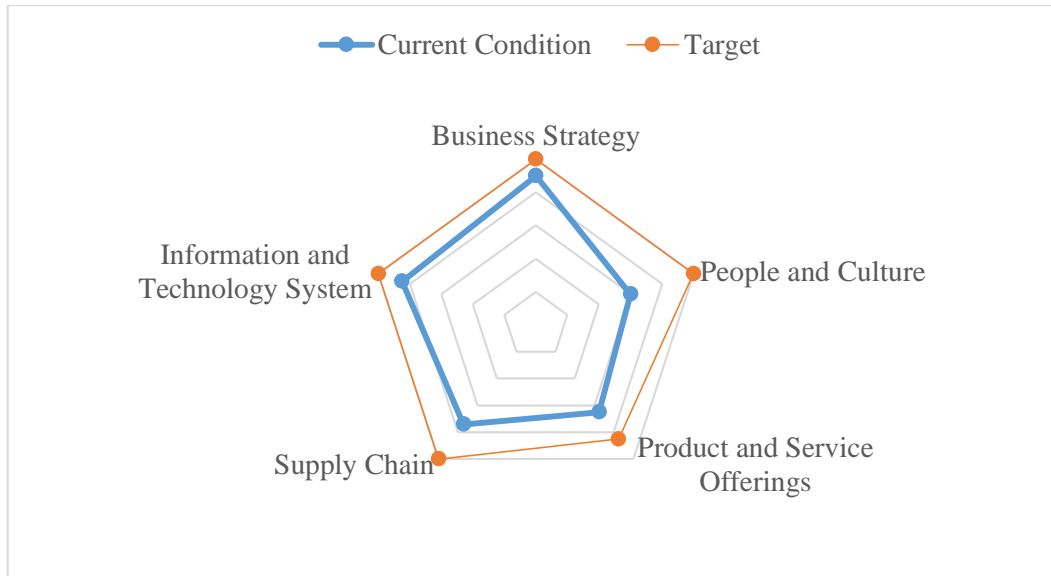 Current Condition
Target
Business Strategy
Information and
Technology System
People and Culture
Supply Chain
Product and Service
Offerings